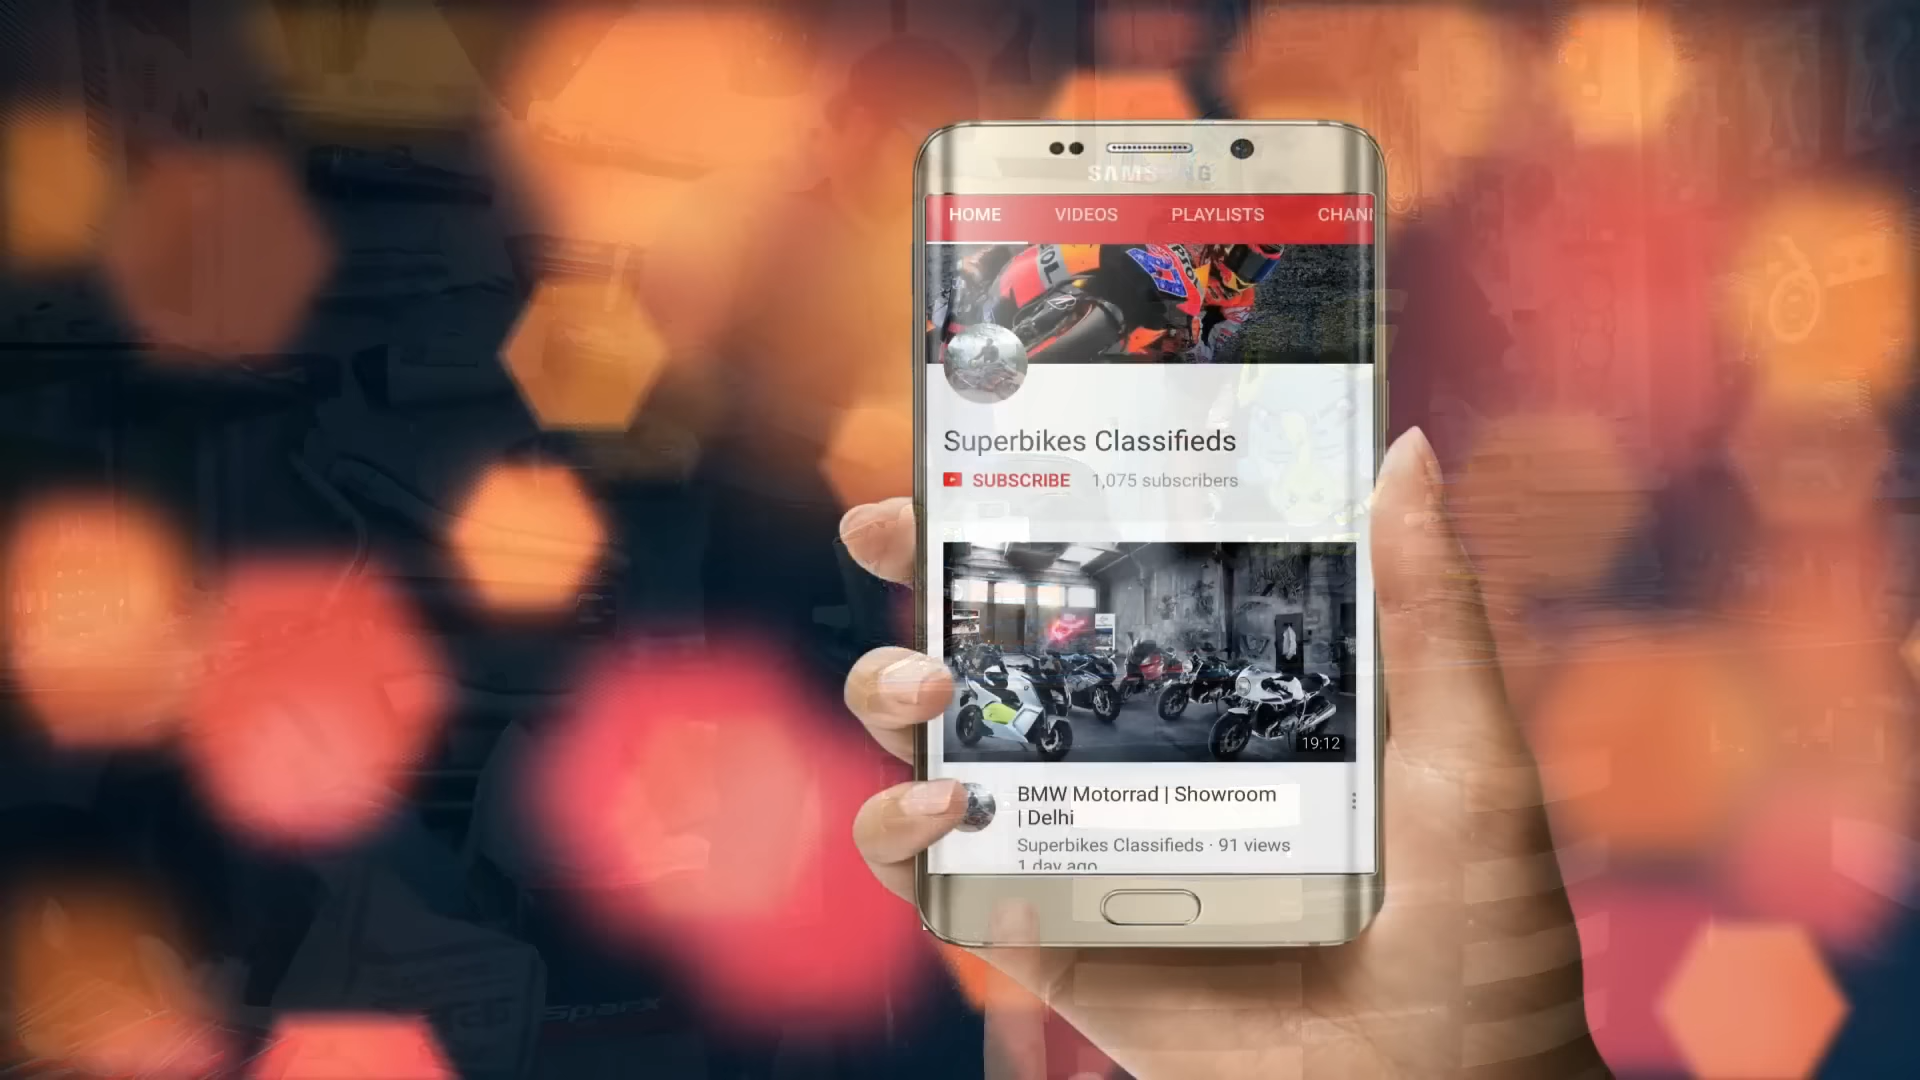 SAMSUNG
HOME VIDEOS PLAYLISTS CHAN
Superbikes Classifieds
SUBSCRIBE 1,075 subscribers
19:12
BMW Motorrad | Showroom
| Delhi
Superbikes Classifieds · 91 views
1 day ago
Sparx